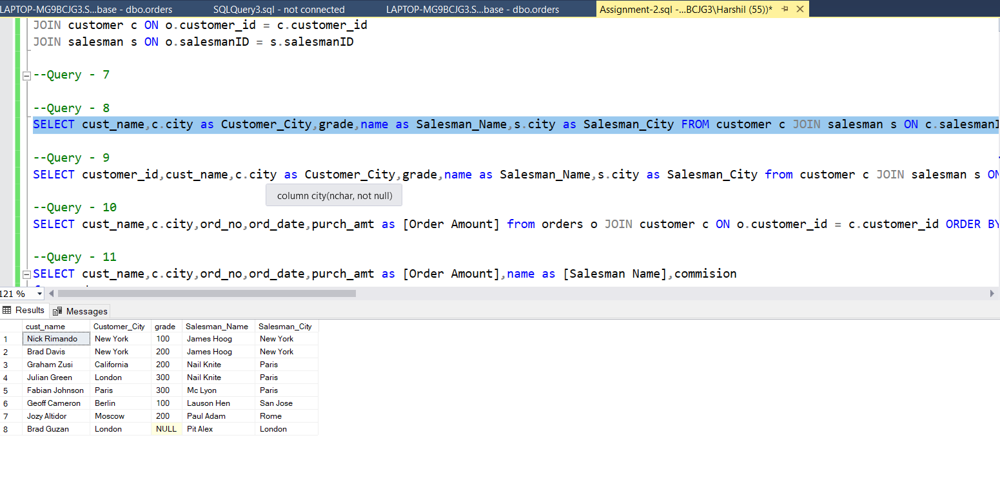 LAPTOP-MG9BCJG3.S...base - dbo.orders SQLQuery3.sql - not connected LAPTOP-MG9BCJG3.S...base - dbo.orders Assignment-2.sql -...BCJG3\Harshil (55))*
JOIN customer c ON o.customer_id = c.customer_id
JOIN salesman s ON o.salesmanID = s.salesmanID
--Query - 7
--Query - 8
SELECT cust_name,c.city as Customer_City,grade,name as Salesman_Name,s.city as Salesman_City FROM customer c JOIN salesman s ON c.salesmanI
--Query - 9
SELECT customer_id,cust_name,c.city as Customer_City,grade,name as Salesman_Name,s.city as Salesman_City from customer c JOIN salesman s ON
column city(nchar, not null)
--Query - 10
SELECT cust_name,c.city,ord_no,ord_date,purch_amt as [Order Amount] from orders o JOIN customer c ON o.customer_id = c.customer_id ORDER BY
--Query - 11
SELECT cust_name,c.city,ord_no,ord_date,purch_amt as [Order Amount],name as [Salesman Name],commision
121 %
Results Messages
cust_name Customer_City grade Salesman_Name Salesman_City
1 Nick Rimando New York 100 James Hoog New York
2 Brad Davis New York 200 James Hoog New York
3 Graham Zusi California 200 Nail Knite Paris
4 Julian Green London 300 Nail Knite Paris
5 Fabian Johnson Paris 300 Mc Lyon Paris
6 Geoff Cameron Berlin 100 Lauson Hen San Jose
7 Jozy Altidor Moscow 200 Paul Adam Rome
8 Brad Guzan London NULL Pit Alex London